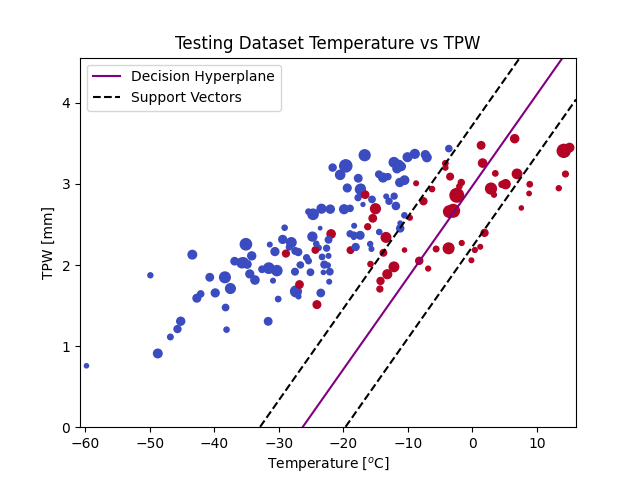 Testing Dataset Temperature vs TPW
Decision Hyperplane
Support Vectors
TPW [mm]
4
3
2
1
0
−60 −50 −40 −30 −20 −10 0 10
Temperature [°C]